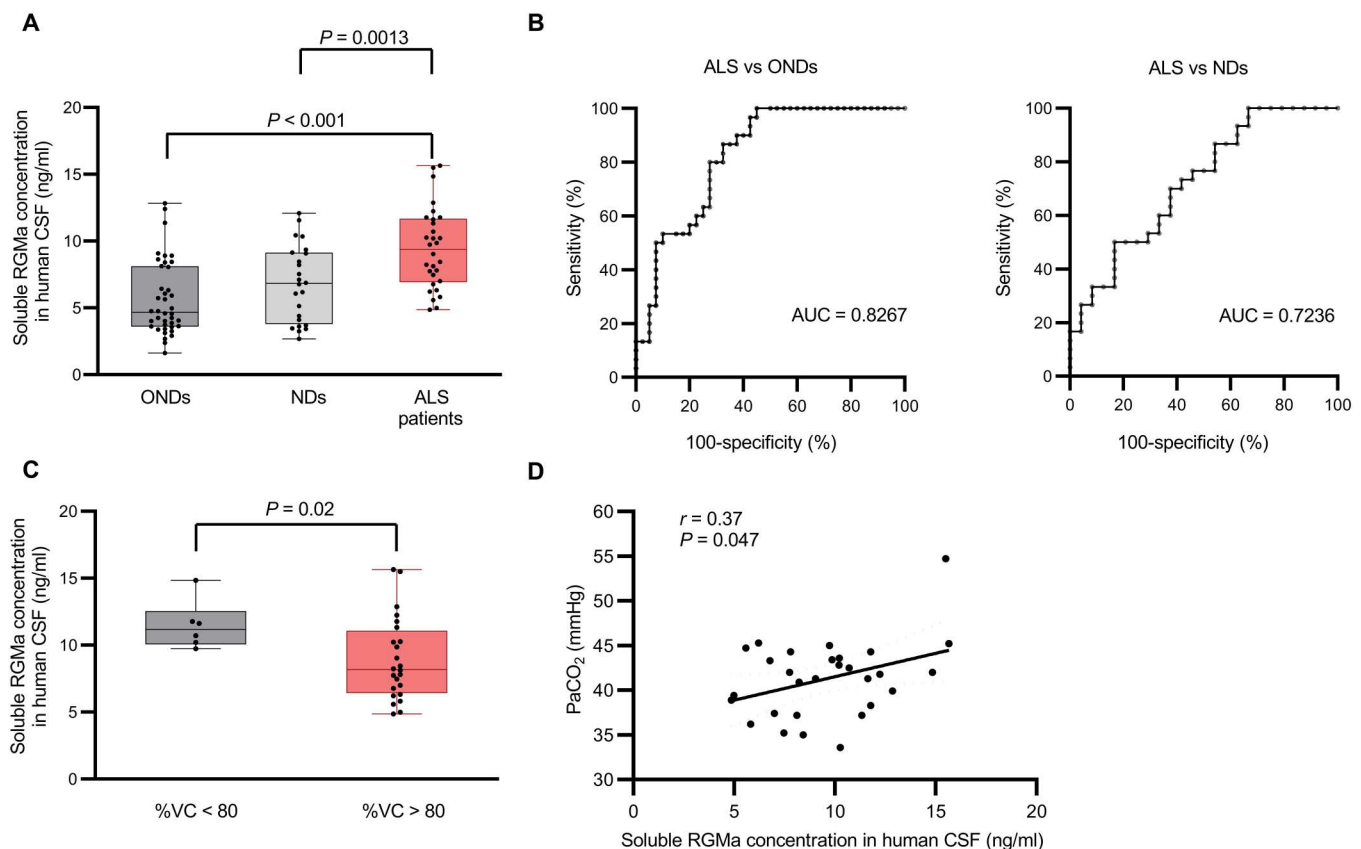 A
P = 0.0013
P < 0.001
Soluble RGMa concentration
in human CSF (ng/ml)
20
15
10
5
0
ONDs
NDs
ALS
patients
B
ALS vs ONDs
Sensitivity (%)
100
80
60
40
20
0
AUC = 0.8267
0
20
40
60
80
100
100-specificity (%)
ALS vs NDs
Sensitivity (%)
100
80
60
40
20
0
AUC = 0.7236
0
20
40
60
80
100
100-specificity (%)
C
P = 0.02
Soluble RGMa concentration
in human CSF (ng/ml)
20
15
10
5
0
%VC < 80
%VC > 80
D
r = 0.37
P = 0.047
PaCO₂ (mmHg)
60
55
50
45
40
35
30
0
5
10
15
20
Soluble RGMa concentration in human CSF (ng/ml)